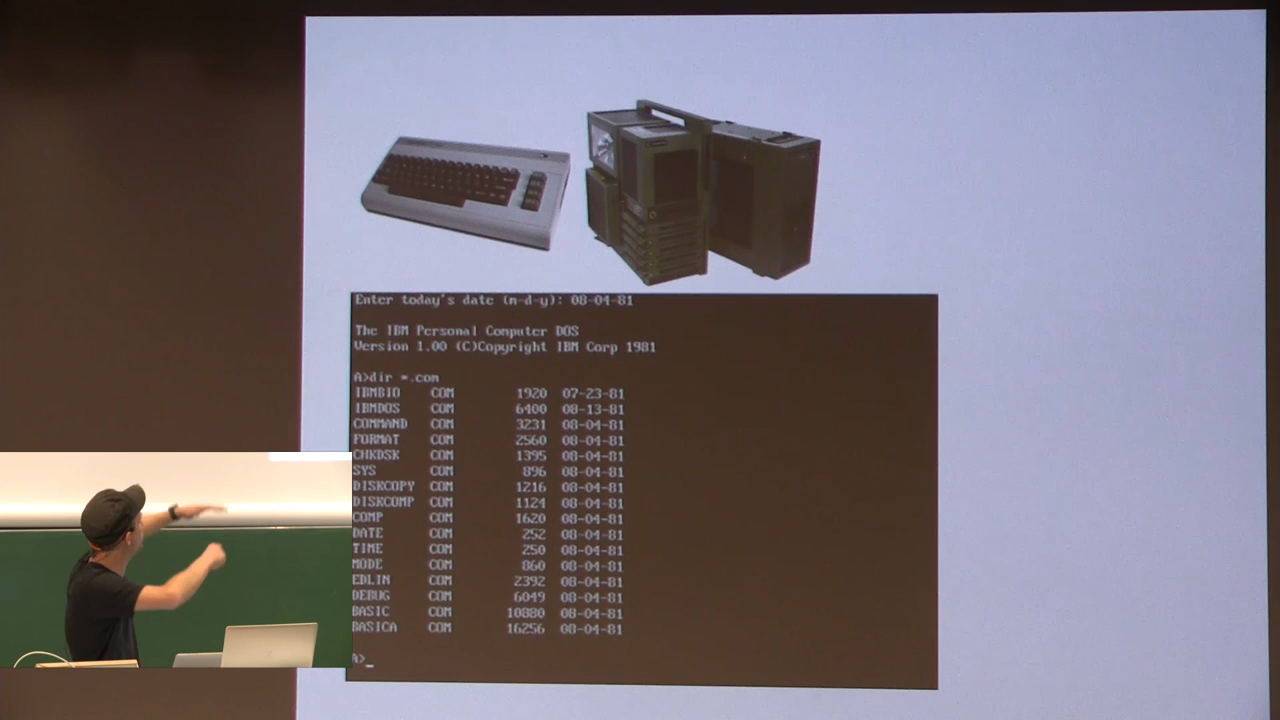 Enter today's date (m-d-y): 08-04-81
The IBM Personal Computer DOS
Version 1.00 (C)Copyright IBM Corp 1981
A>dir *.com
IBMBIO COM 1920 07-23-81
IBMDOS COM 6400 08-13-81
COMMAND COM 3231 08-04-81
FORMAT COM 2560 08-04-81
CHKDSK COM 1395 08-04-81
SYS COM 896 08-04-81
DISKCOPY COM 1216 08-04-81
DISKCOMP COM 1124 08-04-81
COMP COM 1620 08-04-81
DATE COM 252 08-04-81
TIME COM 250 08-04-81
MODE COM 860 08-04-81
EDLIN COM 2392 08-04-81
DEBUG COM 6049 08-04-81
BASIC COM 10880 08-04-81
BASICA COM 16256 08-04-81
A>_